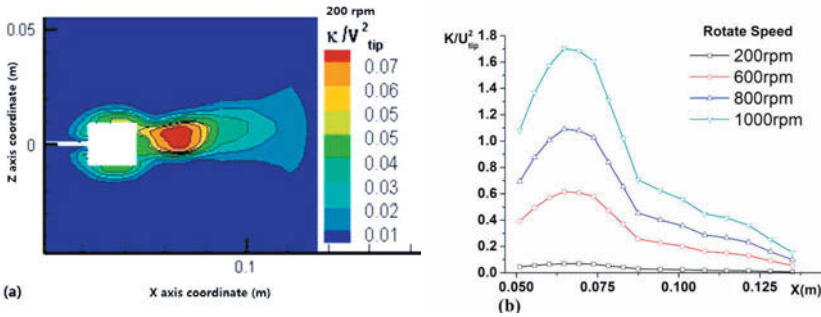 200 rpm
κ/V²tip
0.05
0
0.07
0.06
0.05
0.04
0.03
0.02
0.01
0.1
Z axis coordinate (m)
X axis coordinate (m)
(a)
K/U²tip
Rotate Speed
200rpm
600rpm
800rpm
1000rpm
1.8
1.6
1.4
1.2
1.0
0.8
0.6
0.4
0.2
0.0
0.050
0.075
0.100
0.125
X(m)
(b)